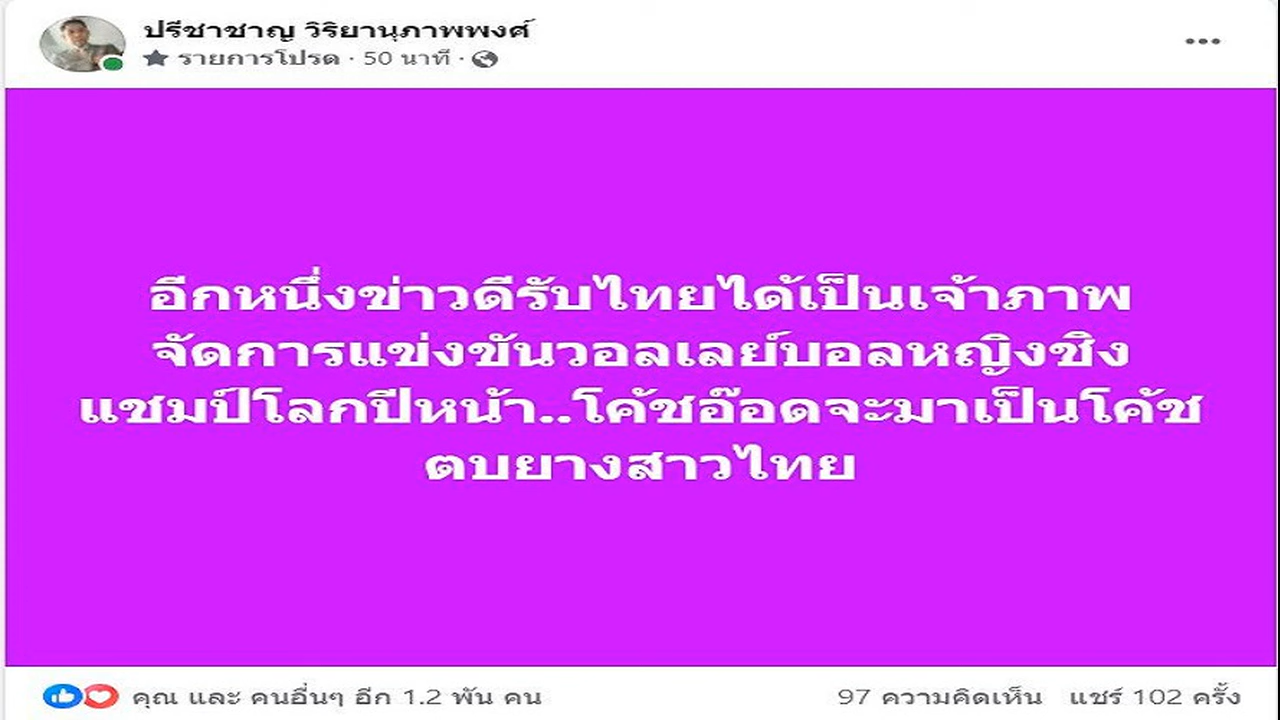 ปรีชาชาญ วิริยานุภาพพงศ์
รายการโปรด · 50 นาที ·
อีกหนึ่งข่าวดีรับไทยได้เป็นเจ้าภาพ
จัดการแข่งขันวอลเลย์บอลหญิงชิง
แชมป์โลกปีหน้า..โค้ชอ๊อดจะมาเป็นโค้ช
ตบยางสาวไทย
คุณ และ คนอื่นๆ อีก 1.2 พัน คน
97 ความคิดเห็น แชร์ 102 ครั้ง